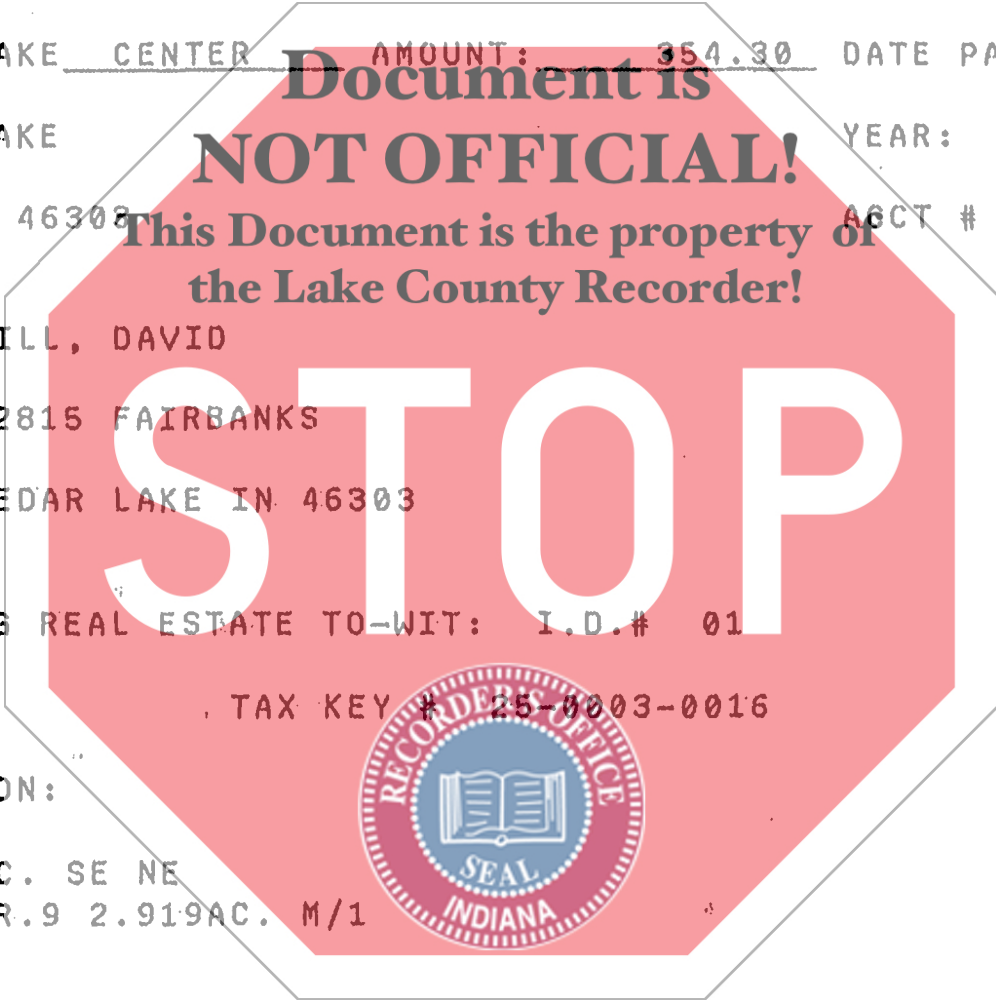 AKE CENTER AMOUNT: 354.30 DATE PA
Document is
NOT OFFICIAL!
AKE YEAR:
46303 ACCT #
This Document is the property of
the Lake County Recorder!
ILL, DAVID
STOP
2815 FAIRBANKS
EDAR LAKE IN 46303
G REAL ESTATE TO-WIT: I.D.# 01
TAX KEY # 25-0003-0016
RECORDER'S OFFICE
ON:
SEAL
INDIANA
C. SE NE
R.9 2.919AC. M/1